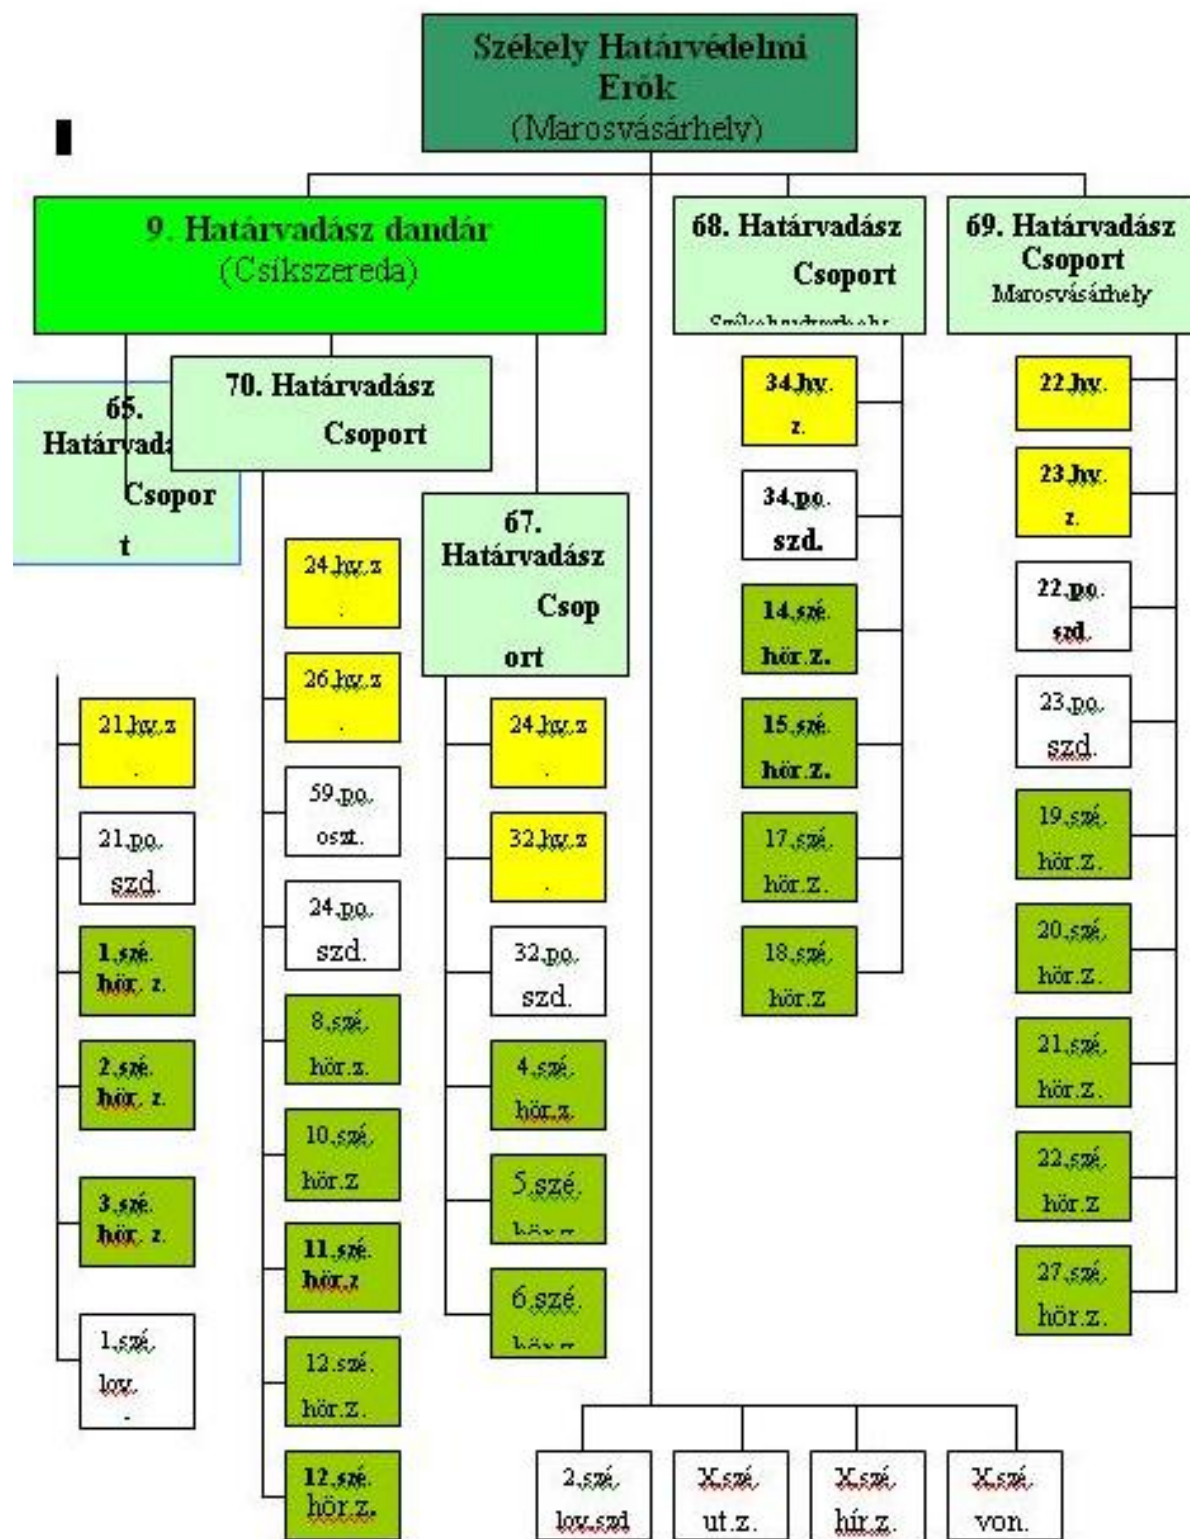 Székely Határvédelmi
Erők
(Marosvásárhely)
9. Határvadász dandár
(Csíkszereda)
68. Határvadász
Csoport
69. Határvadász
Csoport
Marosvásárhely
65.
Csopor
t
70. Határvadász
Csoport
67.
Határvadász
Csop
ort
21.hv.z
.
21.po.
szd.
1.szé.
hör. z.
2.szé.
hör. z.
3.szé.
hör. z.
1.szé.
lov.
24.hv.z
.
26.hv.z
.
59.po.
oszt.
24.po.
szd.
8.szé.
hör.z.
10.szé.
hör.z
11.szé.
hör.z
12.szé.
hör.z.
12.szé.
hör.z.
24.hv.z
.
32.hv.z
.
32.po.
szd.
4.szé.
hör.z.
5.szé.
6.szé.
34.hv.
z.
34.po.
szd.
14.szé.
hör.z.
15.szé.
hör.z.
17.szé.
hör.z.
18.szé.
hör.z
22.hv.
23.hv.
z.
22.po.
szd.
23.po.
szd.
19.szé.
hör.z.
20.szé.
hör.z
21.szé.
hör.z
22.szé.
hör.z
27.szé.
hör.z.
2.szé.
lov.szd
X.szé.
ut.z.
X.szé.
hír.z.
X.szé.
von.